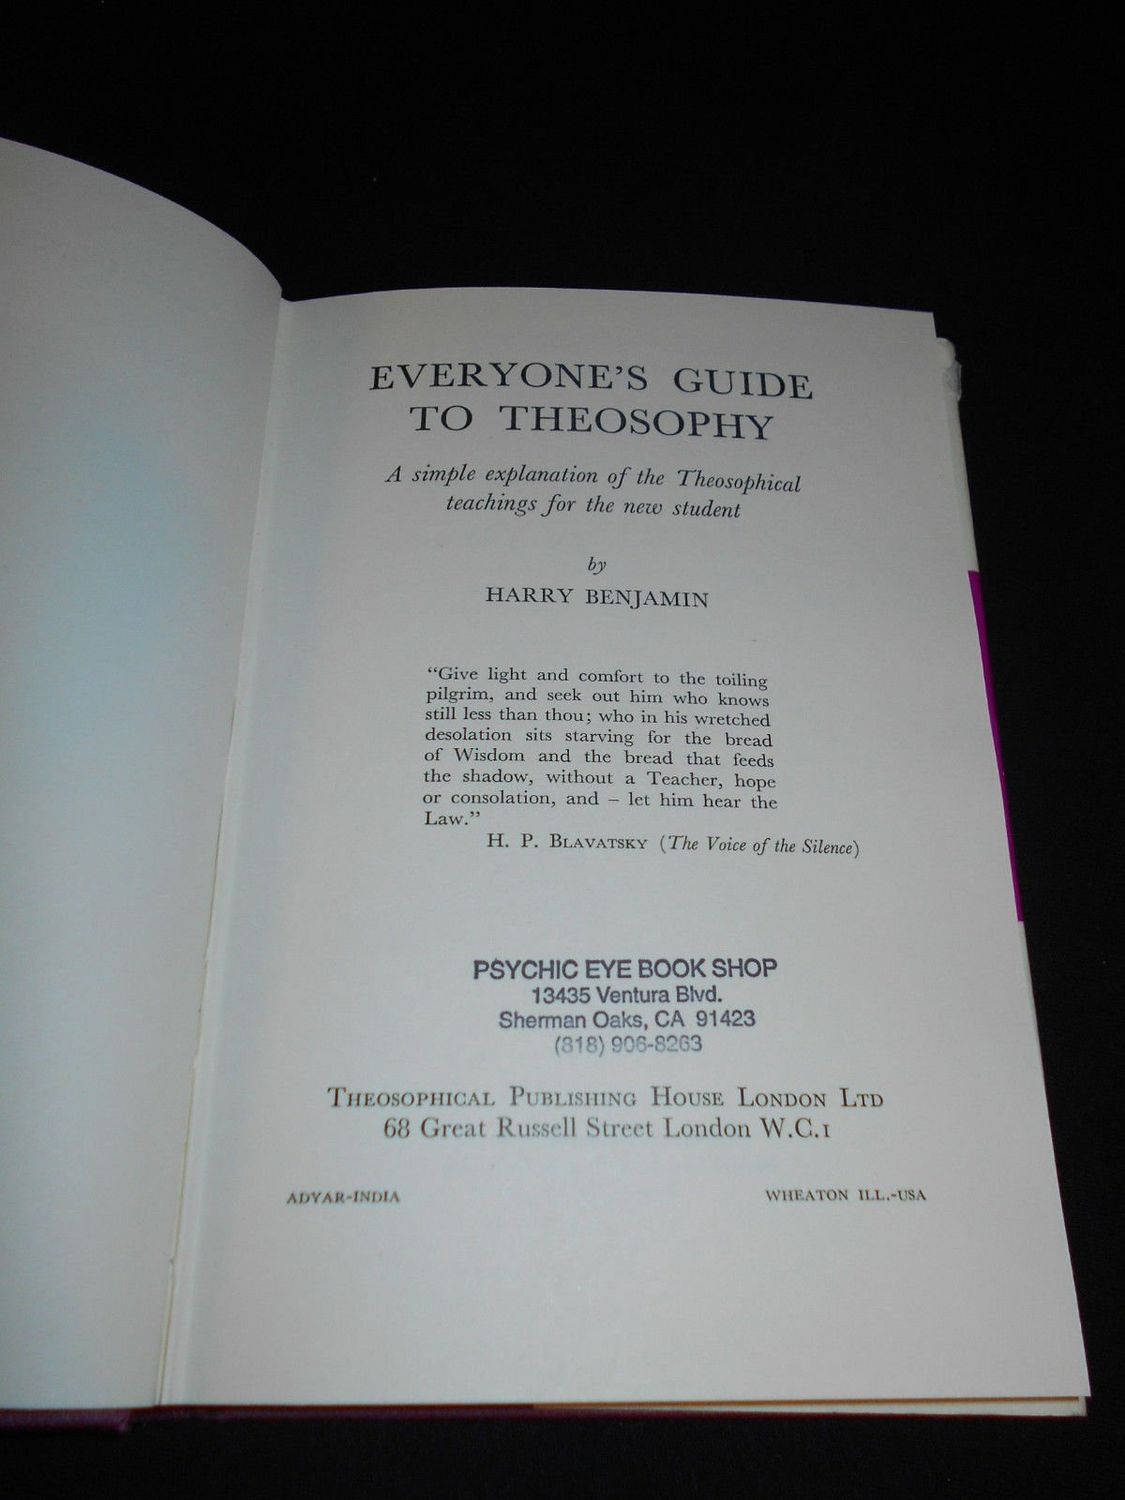 EVERYONE'S GUIDE
TO THEOSOPHY
A simple explanation of the Theosophical
teachings for the new student
by
HARRY BENJAMIN
“Give light and comfort to the toiling
pilgrim, and seek out him who knows
still less than thou; who in his wretched
desolation sits starving for the bread
of Wisdom and the bread that feeds
the shadow, without a Teacher, hope
or consolation, and – let him hear the
Law.”
H. P. BLAVATSKY (The Voice of the Silence)
PSYCHIC EYE BOOK SHOP
13435 Ventura Blvd.
Sherman Oaks, CA 91423
(818) 906-8263
THEOSOPHICAL PUBLISHING HOUSE LONDON LTD
68 Great Russell Street London W.C.1
ADYAR-INDIA
WHEATON ILL.-USA